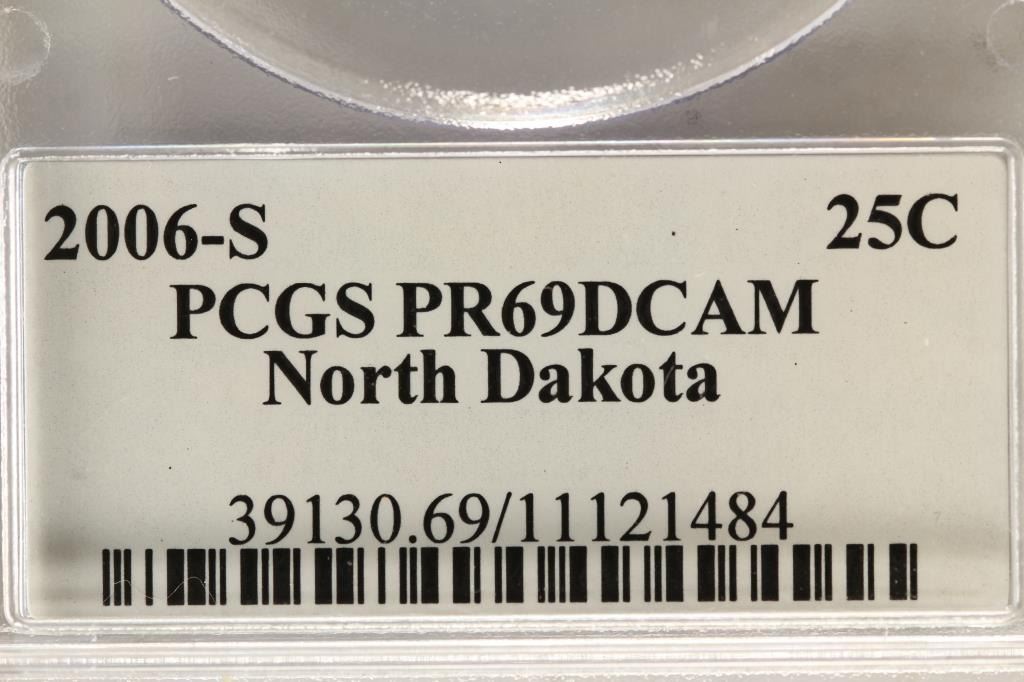 2006-S 25C
PCGS PR69DCAM
North Dakota
39130.69/11121484